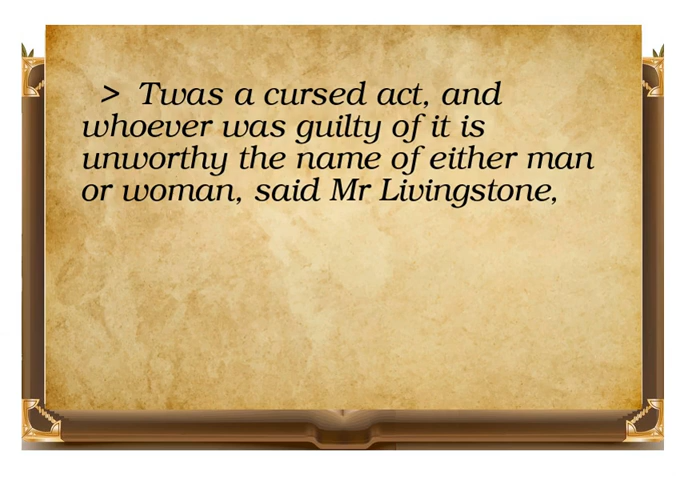 > Twas a cursed act, and
whoever was guilty of it is
unworthy the name of either man
or woman, said Mr Livingstone,